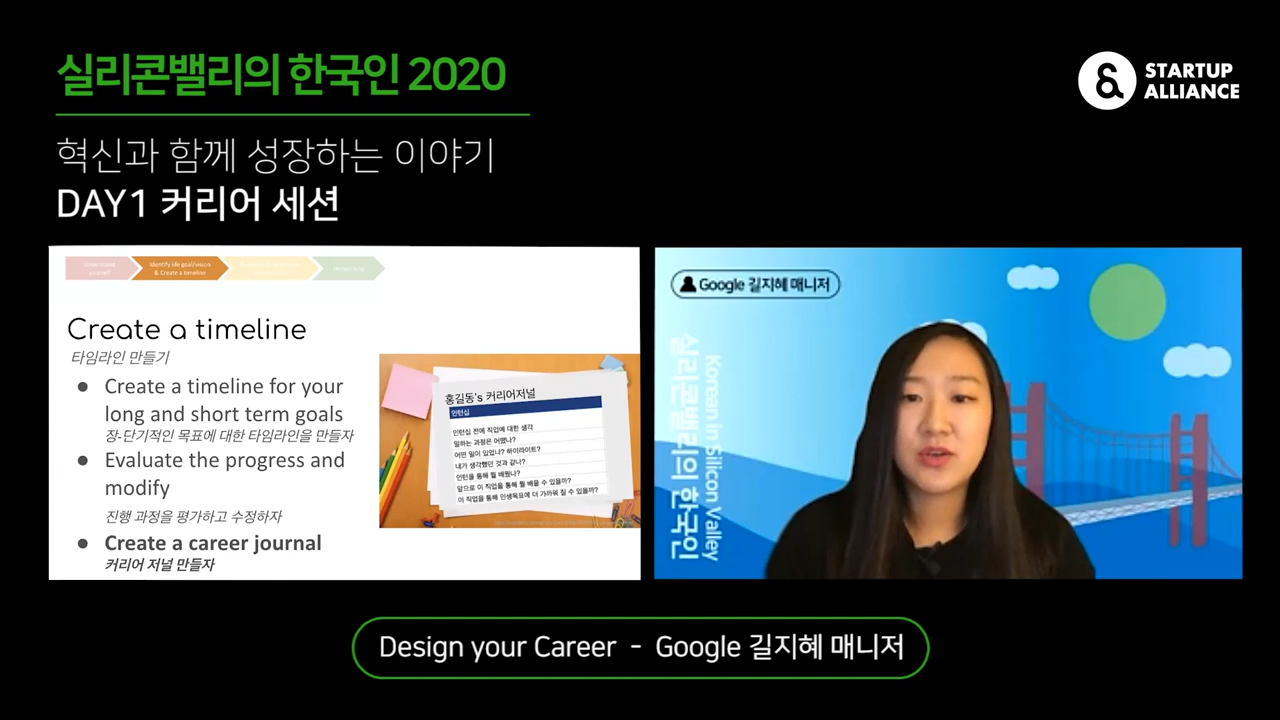 실리콘밸리의 한국인 2020
STARTUP
ALLIANCE
혁신과 함께 성장하는 이야기
DAY1 커리어 세션
Understand
yourself
Identify life goal/vision
& Create a timeline
Networking
Create a timeline
타임라인 만들기
● Create a timeline for your
long and short term goals
장-단기적인 목표에 대한 타임라인을 만들자
● Evaluate the progress and
modify
진행 과정을 평가하고 수정하자
● Create a career journal
커리어 저널 만들자
홍길동's 커리어저널
인턴십
인턴십 전에 직업에 대한 생각
일하는 과정은 어땠나?
어떤 일이 있었나? 하이라이트?
내가 생각했던 것과 같나?
인턴을 통해 뭘 배웠나?
앞으로 이 직업을 통해 뭘 배울 수 있을까?
이 직업을 통해 인생목표에 더 가까워 질 수 있을까?
Google 길지혜 매니저
Korean in Silicon Valley
실리콘밸리의 한국인
Design your Career - Google 길지혜 매니저